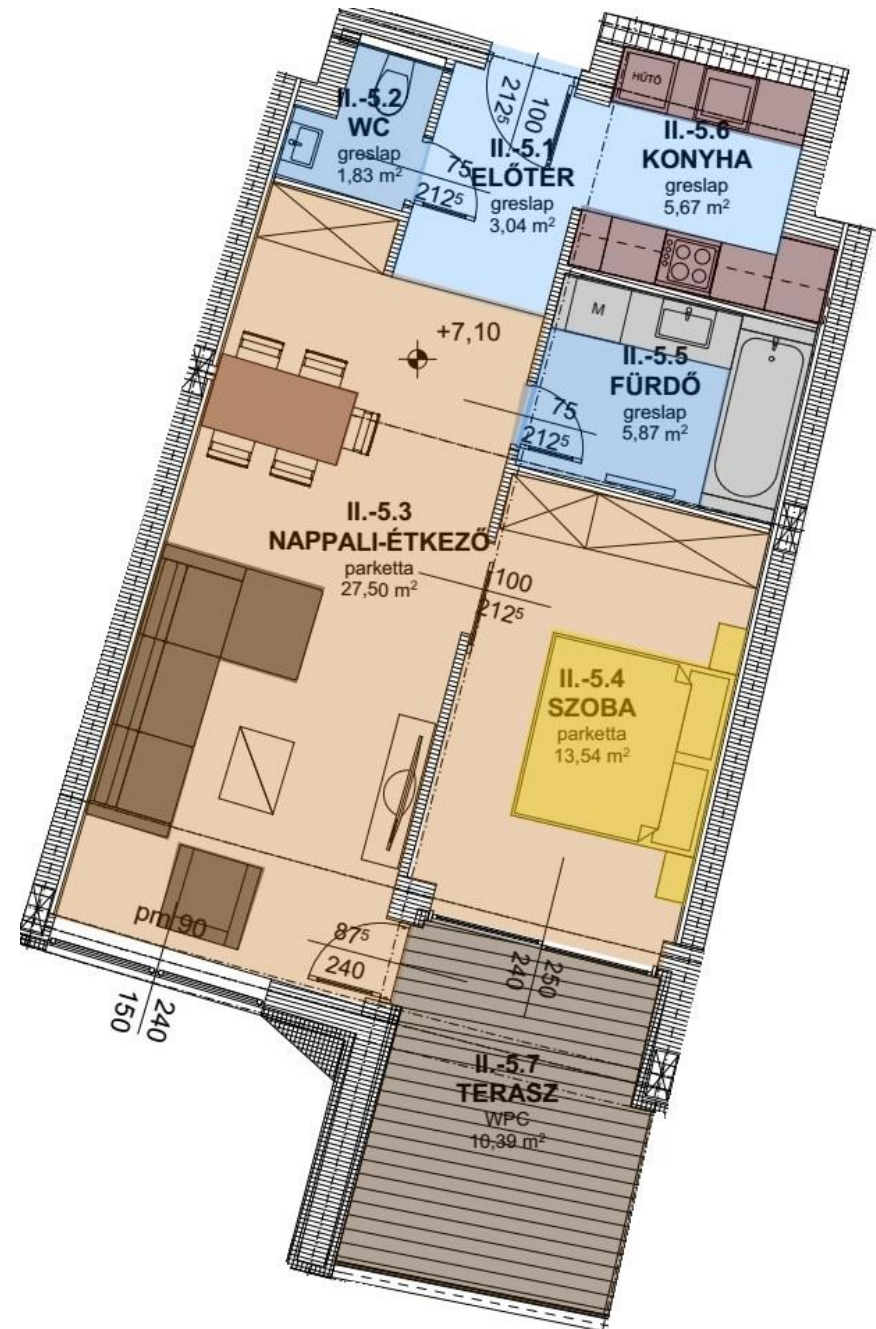 HŰTŐ
II.-5.2
WC
greslap
1,83 m²
100
212⁵
II.-5.1
ELŐTÉR
greslap
3,04 m²
II.-5.6
KONYHA
greslap
5,67 m²
75
212⁵
+7,10
M
II.-5.5
FÜRDŐ
greslap
5,87 m²
75
212⁵
II.-5.3
NAPPALI-ÉTKEZŐ
parketta
27,50 m²
100
212⁵
II.-5.4
SZOBA
parketta
13,54 m²
pm 90
87⁵
240
250
240
240
150
II.-5.7
TERASZ
WPC
10,39 m²